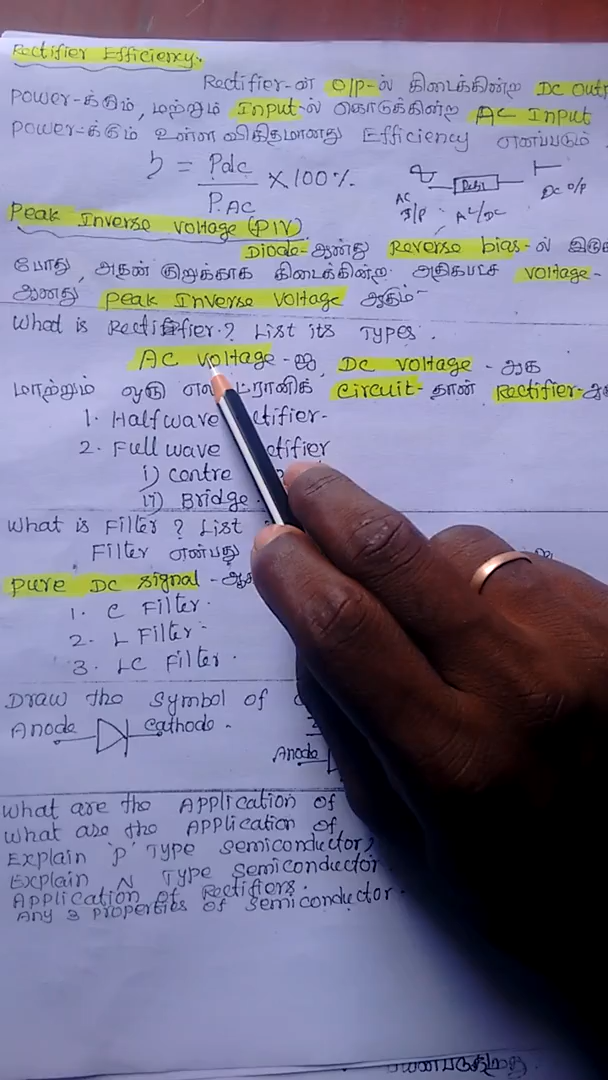 Rectifier Efficiency.
Rectifier-ன் O/P-ல் கிடைக்கின்ற DC Out
Power-க்கும், மற்றும் Input-ல் கொடுக்கின்ற AC Input
Power-க்கும் உள்ள விகிதமானது Efficiency எனப்படும்.
η = Pdc / P.AC × 100%
AC I/P
AC/DC
DC O/P
Peak Inverse Voltage (PIV)
Diode-ஆனது Reverse bias-ல்
போது, அதன் குறுக்காக கிடைக்கின்ற அதிகபட்ச voltage-
ஆனது Peak Inverse Voltage ஆகும்-
What is Rectifier? List its Types.
AC Voltage-ஐ DC voltage-ஆக
மாற்றும் ஒரு circuit-தான் Rectifier-
1. Half wave
2. Full wave
i) Centre
ii) Bridge.
What is Filter? List
Filter என்பது
Pure DC Signal-
1. C Filter.
2. L Filter-
3. LC Filter.
Draw the Symbol of
Anode Cathode-
Anode
What are the Application of
What are the Application of
Explain 'P' Type Semiconductor,
Explain N Type Semiconductor.
Application of Rectifiers.
Any 3 Properties of Semiconductor.